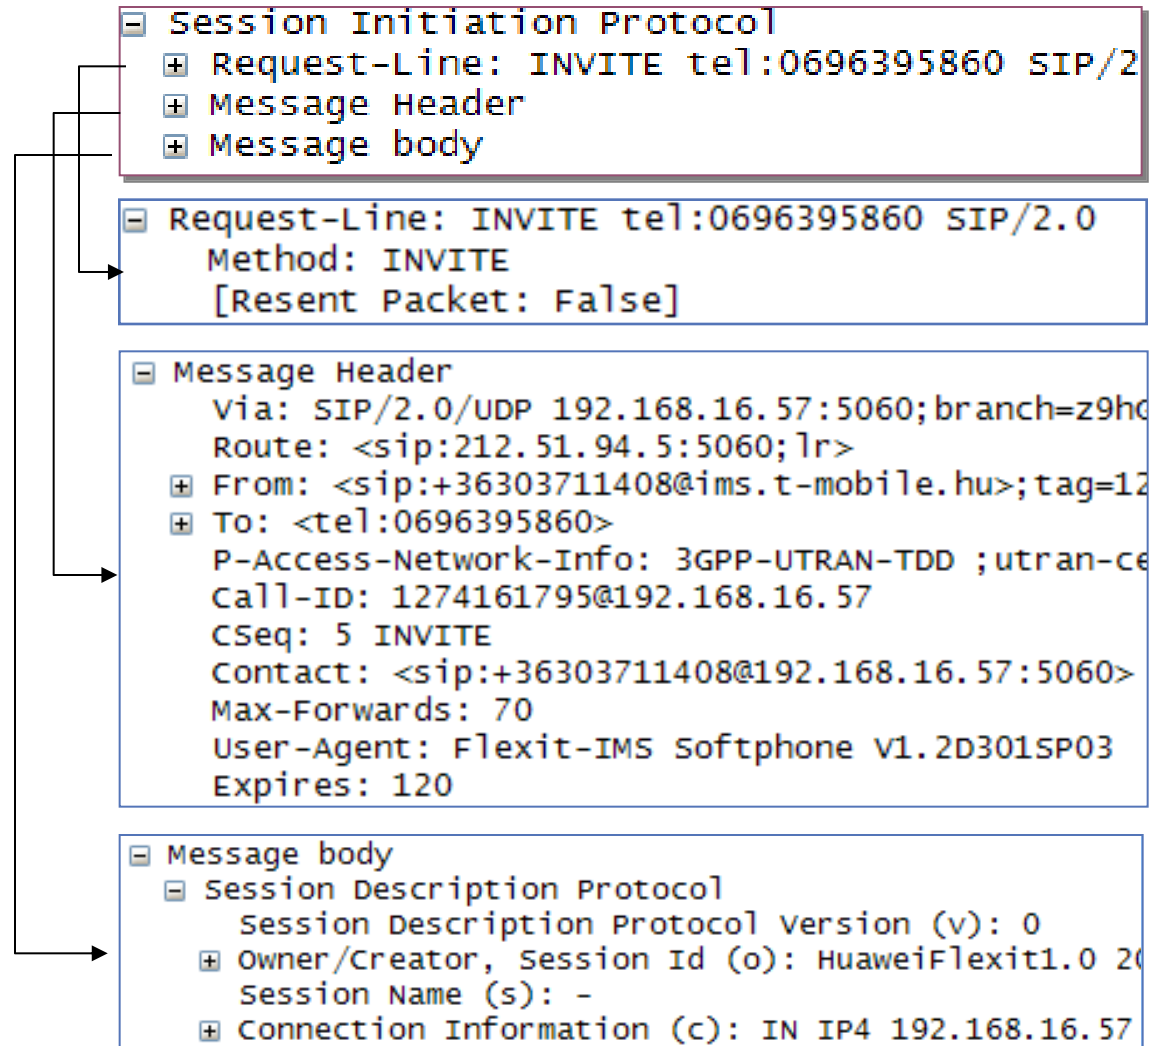 Session Initiation Protocol
Request-Line: INVITE tel:0696395860 SIP/2
Message Header
Message body
Request-Line: INVITE tel:0696395860 SIP/2.0
Method: INVITE
[Resent Packet: False]
Message Header
Via: SIP/2.0/UDP 192.168.16.57:5060;branch=z9hG
Route: <sip:212.51.94.5:5060;lr>
From: <sip:+36303711408@ims.t-mobile.hu>;tag=12
To: <tel:0696395860>
P-Access-Network-Info: 3GPP-UTRAN-TDD ;utran-ce
Call-ID: 1274161795@192.168.16.57
CSeq: 5 INVITE
Contact: <sip:+36303711408@192.168.16.57:5060>
Max-Forwards: 70
User-Agent: Flexit-IMS Softphone V1.2D301SP03
Expires: 120
Message body
Session Description Protocol
Session Description Protocol Version (v): 0
Owner/Creator, Session Id (o): HuaweiFlexit1.0 20
Session Name (s): -
Connection Information (c): IN IP4 192.168.16.57